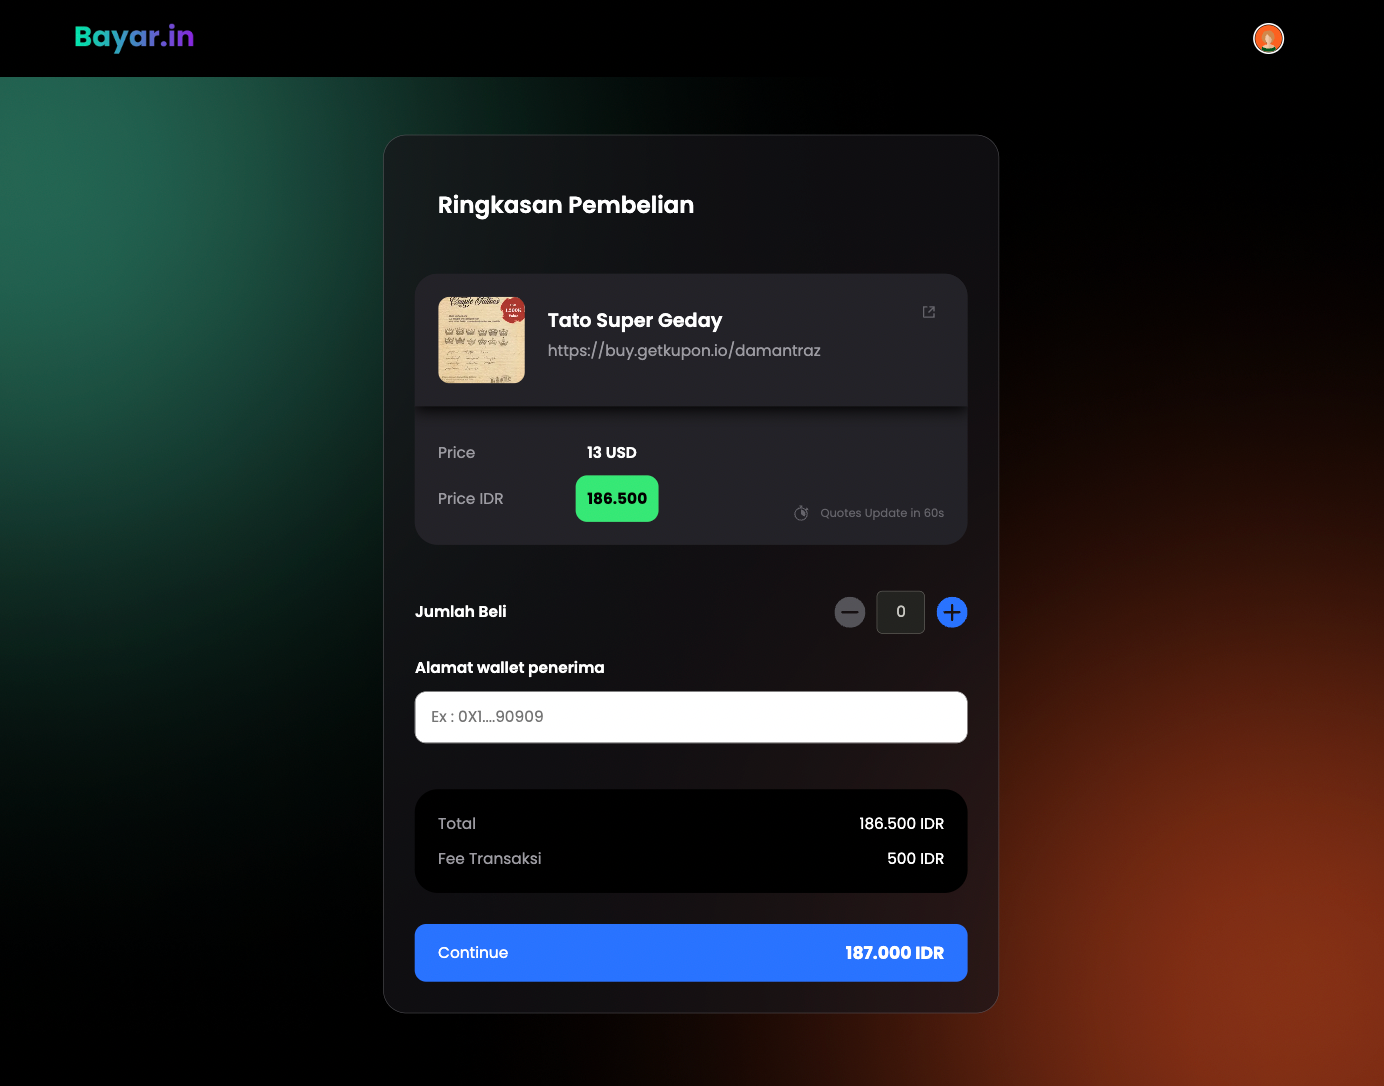 Bayar.in
Ringkasan Pembelian
Couple Tattoos
Tato Super Geday
https://buy.getkupon.io/damantraz
Price
13 USD
Price IDR
186.500
Quotes Update in 60s
Jumlah Beli
0
Alamat wallet penerima
Ex : 0X1....90909
Total
186.500 IDR
Fee Transaksi
500 IDR
Continue
187.000 IDR